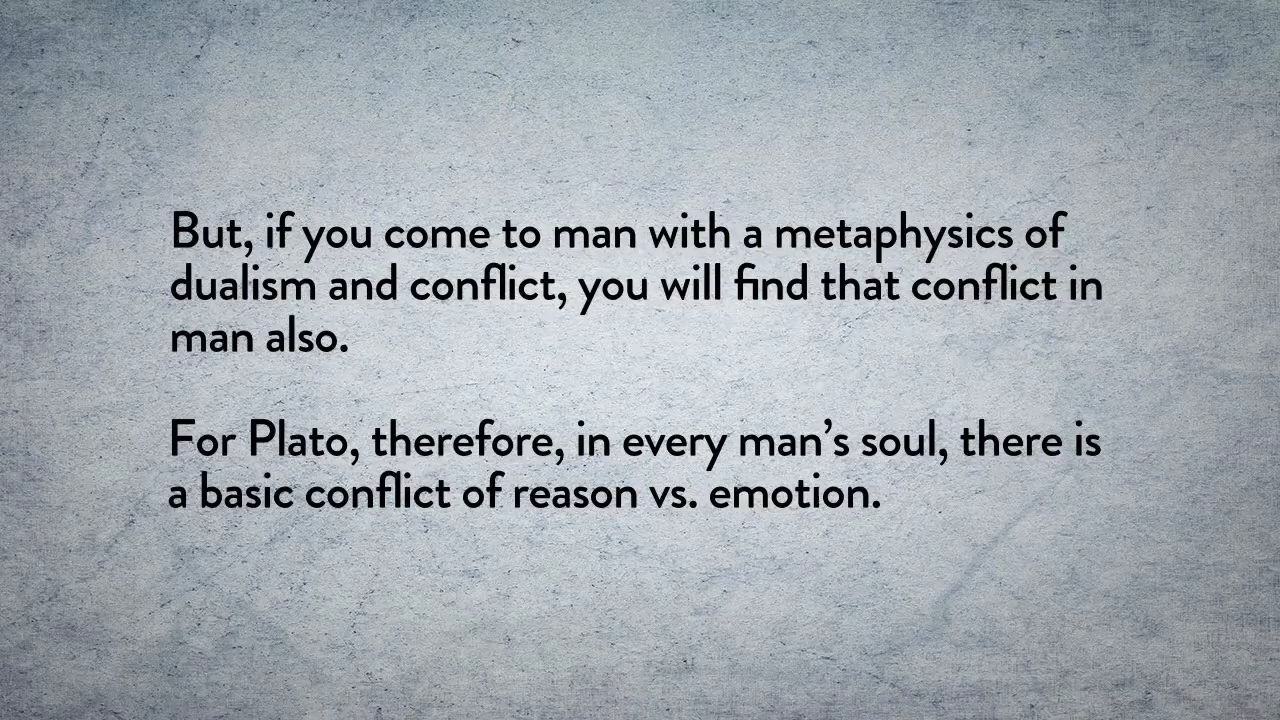 But, if you come to man with a metaphysics of
dualism and conflict, you will find that conflict in
man also.
For Plato, therefore, in every man’s soul, there is
a basic conflict of reason vs. emotion.